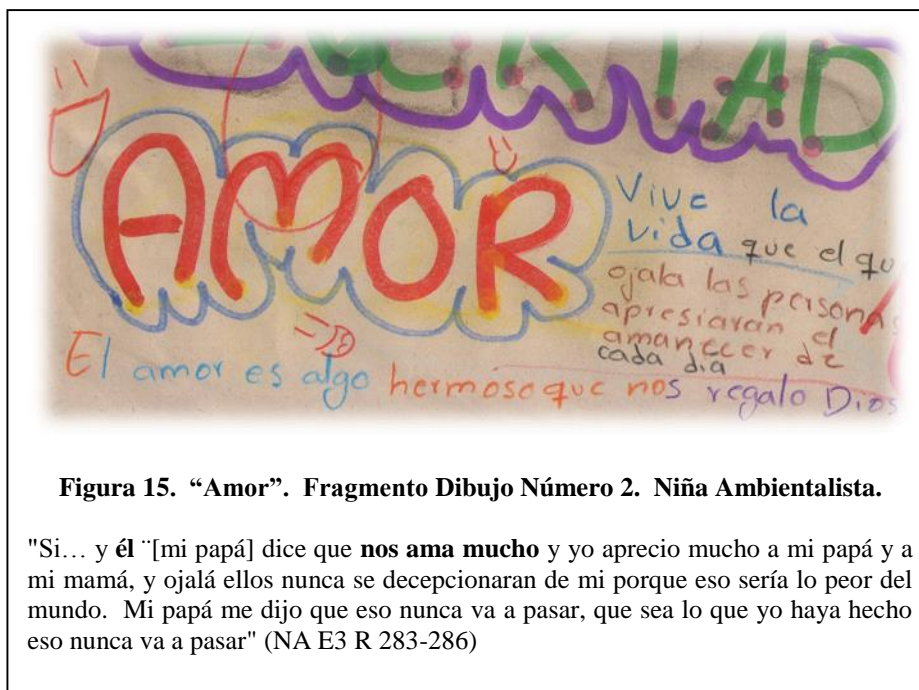 ERTAD
AMOR
Vive la
vida que el qu
ojala las persona
apresiaran el
amanecer de
cada dia
El amor es algo hermoso que nos regalo Dios
Figura 15. “Amor”. Fragmento Dibujo Número 2. Niña Ambientalista.
"Si… y él ¨[mi papá] dice que nos ama mucho y yo aprecio mucho a mi papá y a
mi mamá, y ojalá ellos nunca se decepcionaran de mi porque eso sería lo peor del
mundo. Mi papá me dijo que eso nunca va a pasar, que sea lo que yo haya hecho
eso nunca va a pasar" (NA E3 R 283-286)